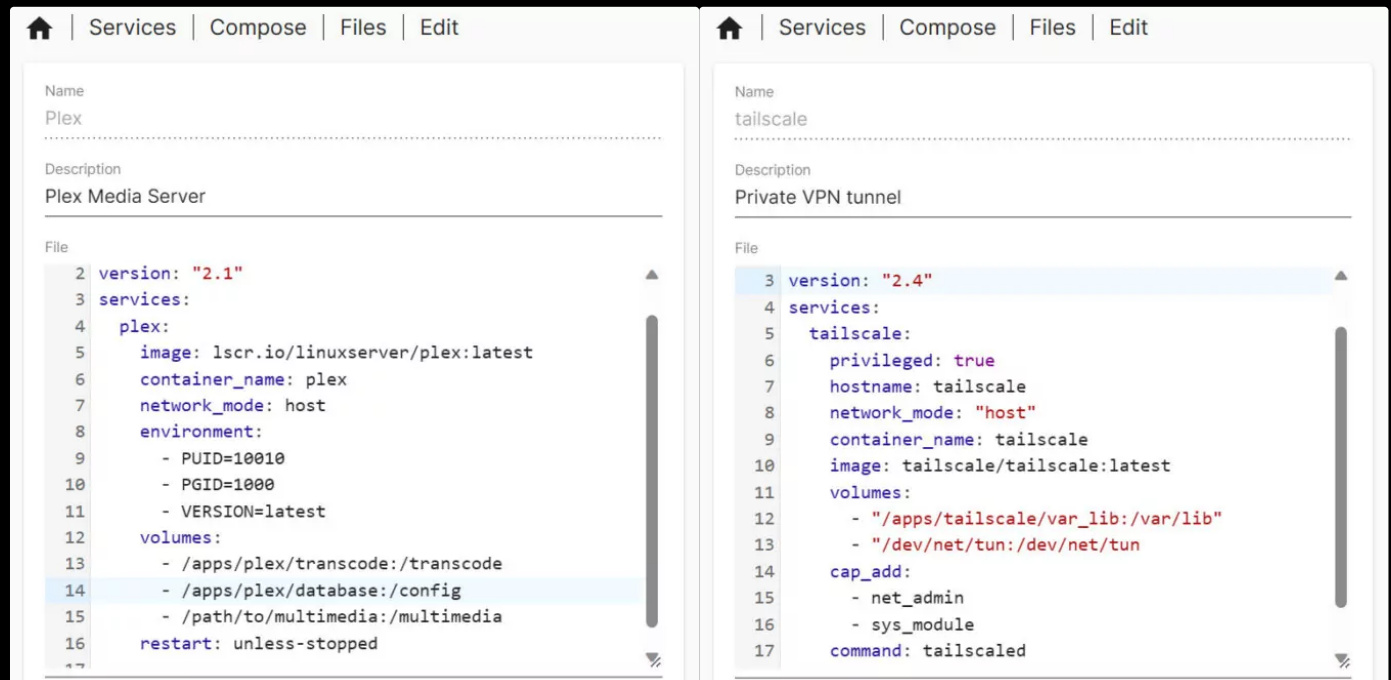 Services | Compose | Files | Edit
Name
Plex
Description
Plex Media Server
File
2 version: "2.1"
3 services:
4   plex:
5     image: lscr.io/linuxserver/plex:latest
6     container_name: plex
7     network_mode: host
8     environment:
9       - PUID=10010
10       - PGID=1000
11       - VERSION=latest
12     volumes:
13       - /apps/plex/transcode:/transcode
14       - /apps/plex/database:/config
15       - /path/to/multimedia:/multimedia
16     restart: unless-stopped
17
Services | Compose | Files | Edit
Name
tailscale
Description
Private VPN tunnel
File
3 version: "2.4"
4 services:
5   tailscale:
6     privileged: true
7     hostname: tailscale
8     network_mode: "host"
9     container_name: tailscale
10     image: tailscale/tailscale:latest
11     volumes:
12       - "/apps/tailscale/var_lib:/var/lib"
13       - "/dev/net/tun:/dev/net/tun
14     cap_add:
15       - net_admin
16       - sys_module
17     command: tailscaled